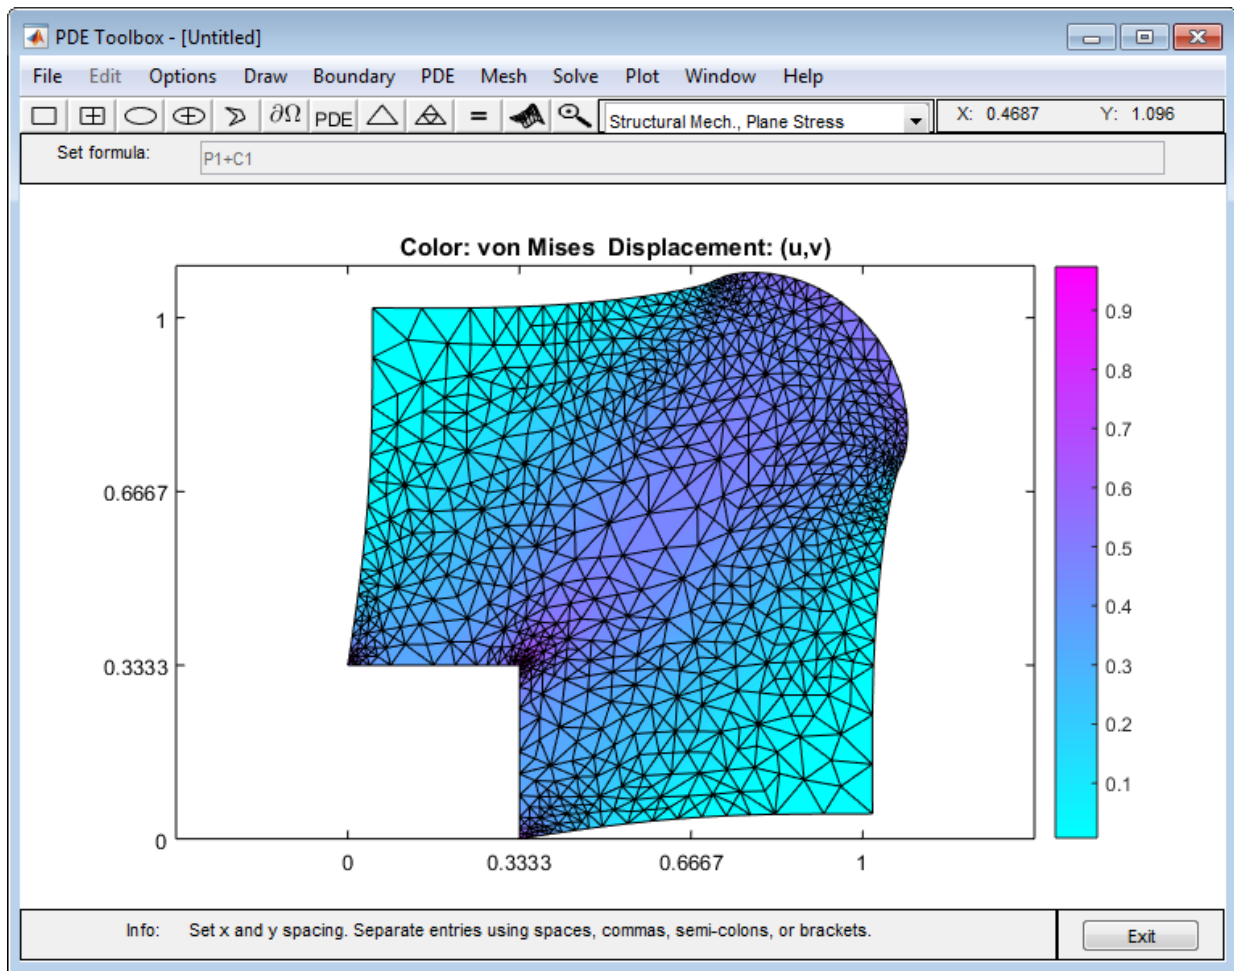 PDE Toolbox - [Untitled]
File Edit Options Draw Boundary PDE Mesh Solve Plot Window Help
∂Ω PDE = Structural Mech., Plane Stress X: 0.4687 Y: 1.096
Set formula: P1+C1
Color: von Mises Displacement: (u,v)
1
0.6667
0.3333
0
0 0.3333 0.6667 1
0.9
0.8
0.7
0.6
0.5
0.4
0.3
0.2
0.1
Info: Set x and y spacing. Separate entries using spaces, commas, semi-colons, or brackets.
Exit